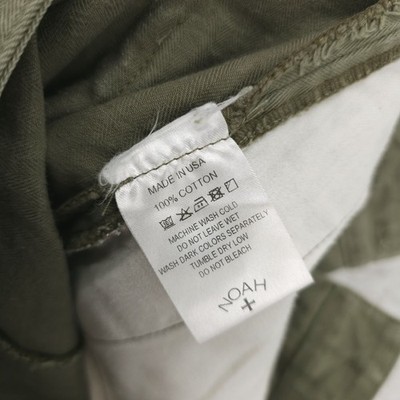 MADE IN USA
100% COTTON
MACHINE WASH COLD
DO NOT LEAVE WET
WASH DARK COLORS SEPARATELY
TUMBLE DRY LOW
DO NOT BLEACH
NOAH